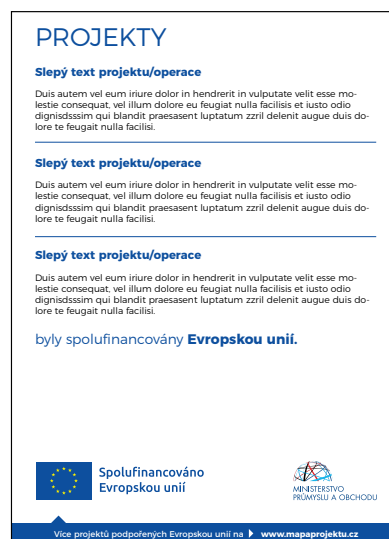 PROJEKTY
Slepý text projektu/operace
Duis autem vel eum iriure dolor in hendrerit in vulputate velit esse mo-
lestie consequat, vel illum dolore eu feugiat nulla facilisis et iusto odio
dignisdsssim qui blandit praesasent luptatum zzril delenit augue duis do-
lore te feugait nulla facilisi.
Slepý text projektu/operace
Duis autem vel eum iriure dolor in hendrerit in vulputate velit esse mo-
lestie consequat, vel illum dolore eu feugiat nulla facilisis et iusto odio
dignisdsssim qui blandit praesasent luptatum zzril delenit augue duis do-
lore te feugait nulla facilisi.
Slepý text projektu/operace
Duis autem vel eum iriure dolor in hendrerit in vulputate velit esse mo-
lestie consequat, vel illum dolore eu feugiat nulla facilisis et iusto odio
dignisdsssim qui blandit praesasent luptatum zzril delenit augue duis do-
lore te feugait nulla facilisi.
byly spolufinancovány Evropskou unií.
Spolufinancováno
Evropskou unií
MINISTERSTVO
PRŮMYSLU A OBCHODU
Více projektů podpořených Evropskou unií na www.mapaprojektu.cz